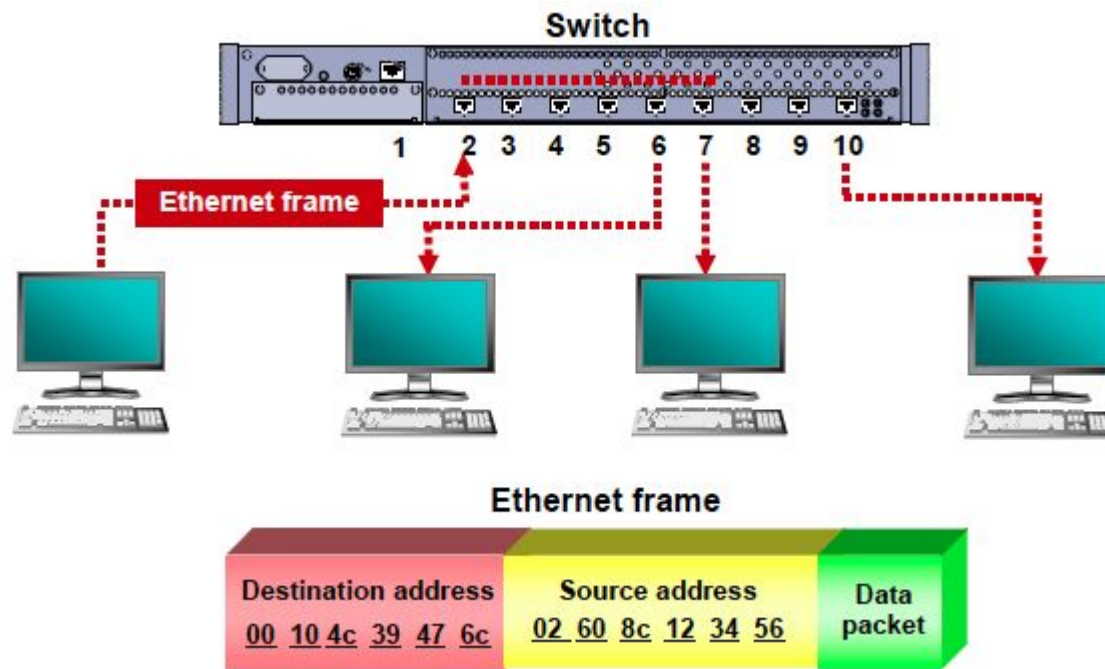 Switch
1 2 3 4 5 6 7 8 9 10
Ethernet frame
Ethernet frame
Destination address
00 10 4c 39 47 6c
Source address
02 60 8c 12 34 56
Data
packet